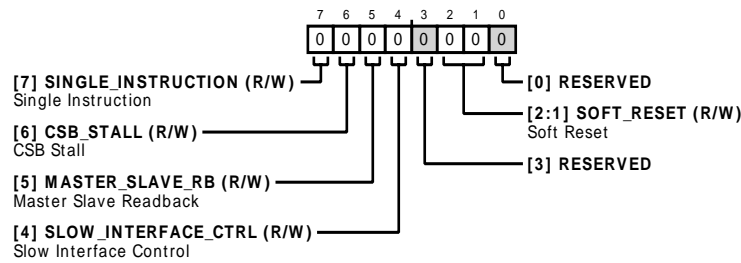 7 6 5 4 3 2 1 0
0 0 0 0 0 0 0 0
[7] SINGLE_INSTRUCTION (R/W)
Single Instruction
[6] CSB_STALL (R/W)
CSB Stall
[5] MASTER_SLAVE_RB (R/W)
Master Slave Readback
[4] SLOW_INTERFACE_CTRL (R/W)
Slow Interface Control
[0] RESERVED
[2:1] SOFT_RESET (R/W)
Soft Reset
[3] RESERVED